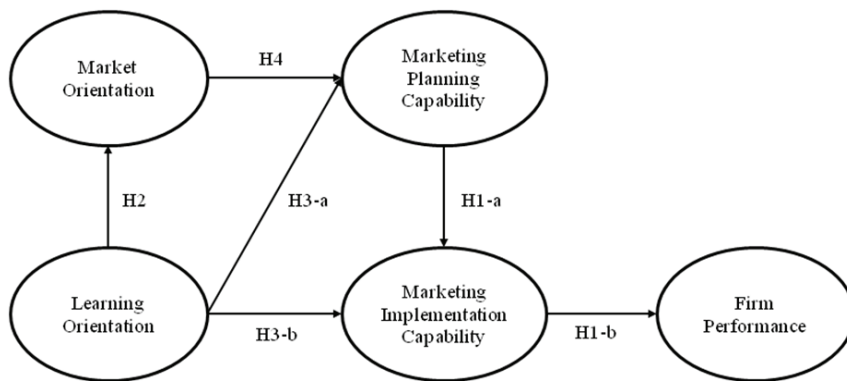 Market
Orientation
H4
Marketing
Planning
Capability
H2
H3-a
H1-a
Learning
Orientation
H3-b
Marketing
Implementation
Capability
H1-b
Firm
Performance